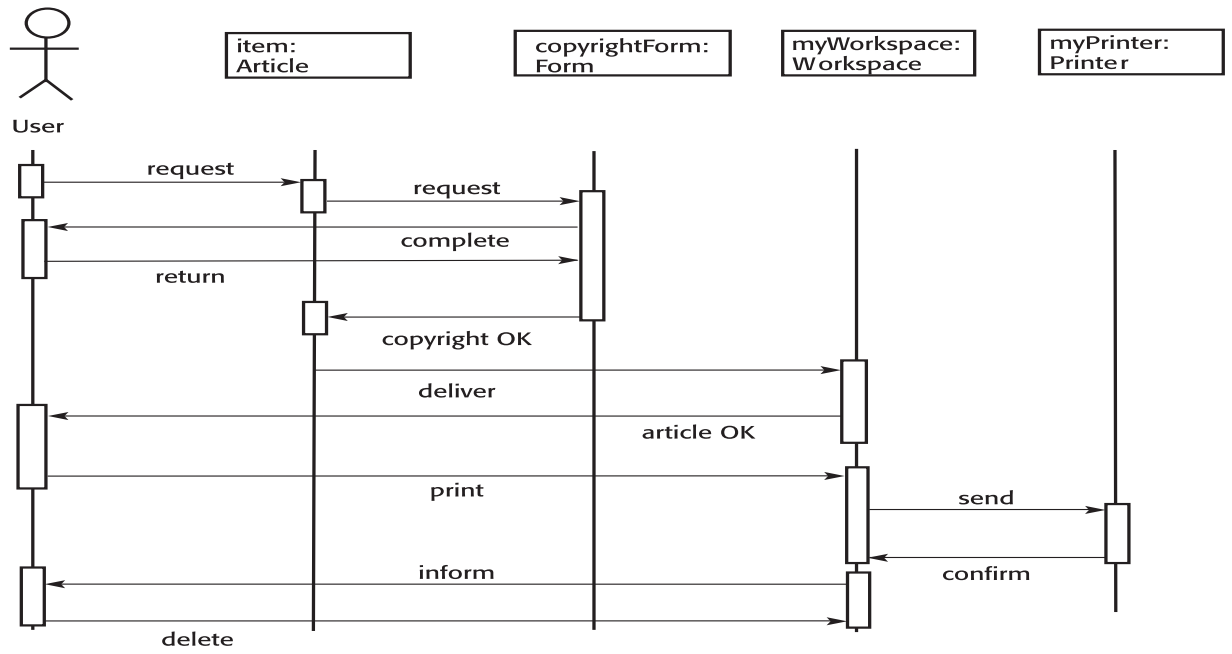 item:
Article
copyrightForm:
Form
myWorkspace:
Workspace
myPrinter:
Printer
User
request
request
complete
return
copyright OK
deliver
article OK
print
send
inform
confirm
delete